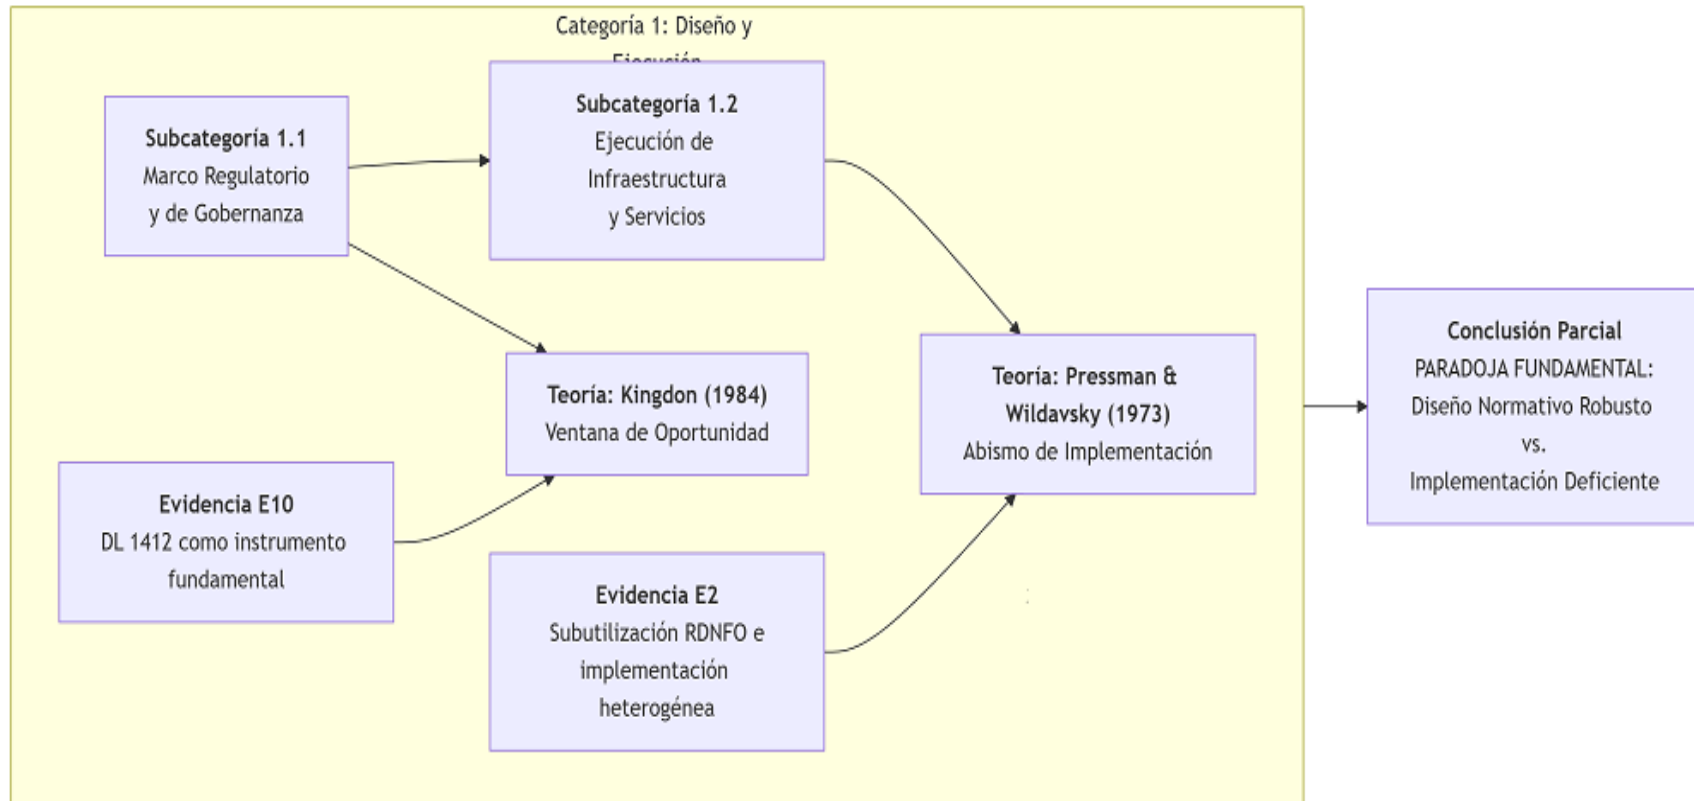 Categoría 1: Diseño y
Ejecución
Subcategoría 1.1
Marco Regulatorio
y de Gobernanza
Subcategoría 1.2
Ejecución de
Infraestructura
y Servicios
Teoría: Kingdon (1984)
Ventana de Oportunidad
Evidencia E10
DL 1412 como instrumento
fundamental
Evidencia E2
Subutilización RDNFO e
implementación
heterogénea
Teoría: Pressman &
Wildavsky (1973)
Abismo de Implementación
Conclusión Parcial
PARADOJA FUNDAMENTAL:
Diseño Normativo Robusto
vs.
Implementación Deficiente